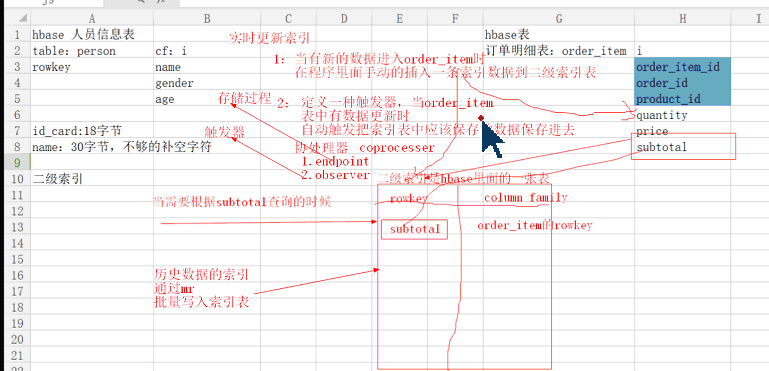 A B C D E F G H I
1 hbase 人员信息表 hbase表
2 table: person cf: i 订单明细表: order_item i
3 rowkey name order_item_id
4 gender order_id
5 age product_id
6 quantity
7 id_card:18字节 price
8 name: 30字节，不够的补空字符 subtotal
9
10 二级索引 二级索引是hbase里面的一张表
11 rowkey column family
12
13 subtotal order_item的rowkey
14
15
16
17
18
19
20
21
实时更新索引
1: 当有新的数据进入order_item时
在程序里面手动的插入一条索引数据到二级索引表
存储过程
2: 定义一种触发器，当order_item
表中有数据更新时
触发器
自动触发把索引表中应该保存 数据保存进去
协处理器 coprocesser
1.endpoint
2.observer
当需要根据subtotal查询的时候
历史数据的索引
通过mr
批量写入索引表